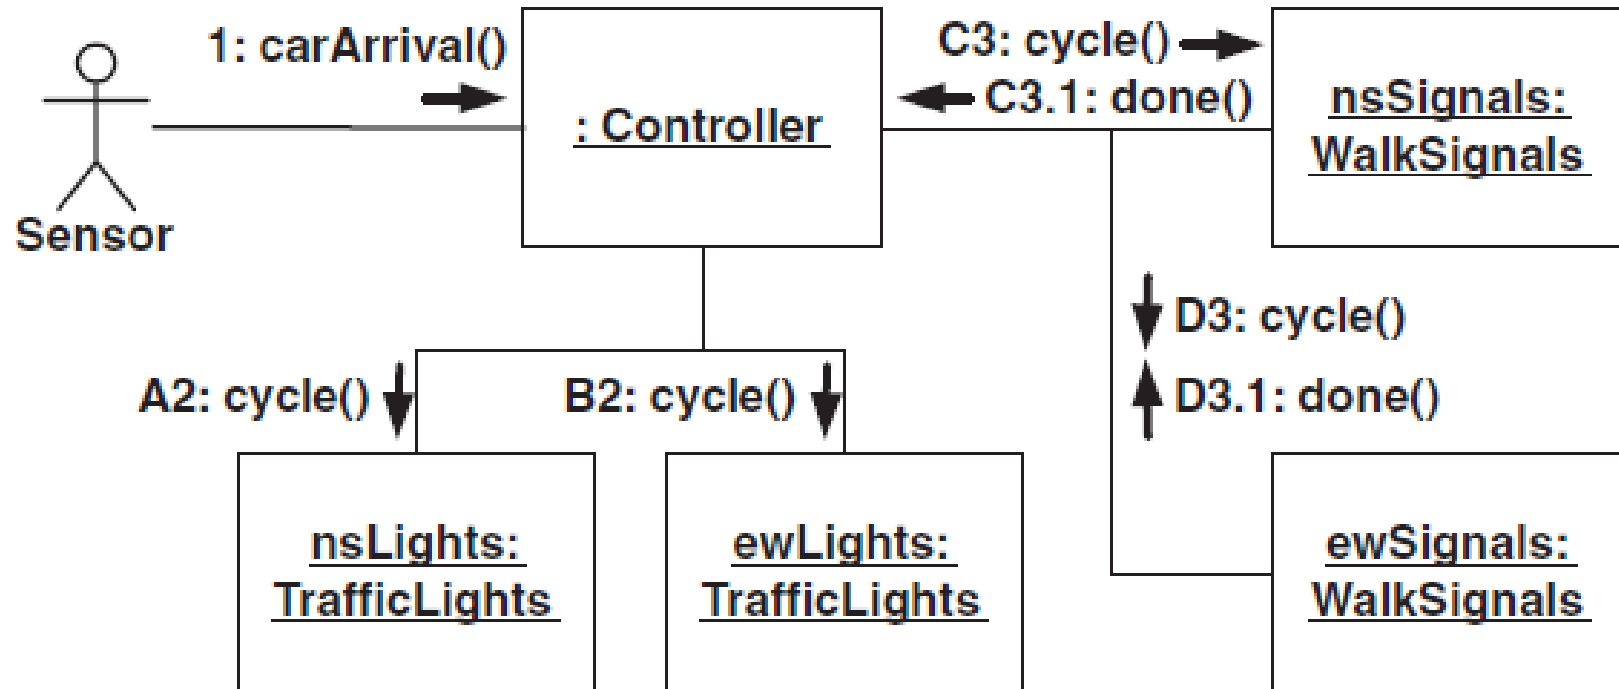 1: carArrival()
Sensor
: Controller
C3: cycle()
C3.1: done()
nsSignals:
WalkSignals
D3: cycle()
D3.1: done()
A2: cycle()
B2: cycle()
nsLights:
TrafficLights
ewLights:
TrafficLights
ewSignals:
WalkSignals